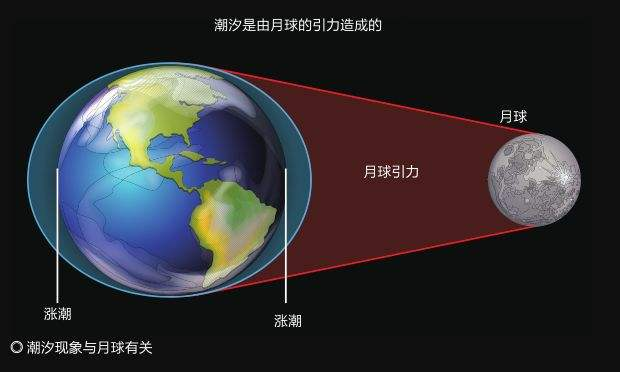 潮汐是由月球的引力造成的
月球
月球引力
涨潮
涨潮
◎ 潮汐现象与月球有关